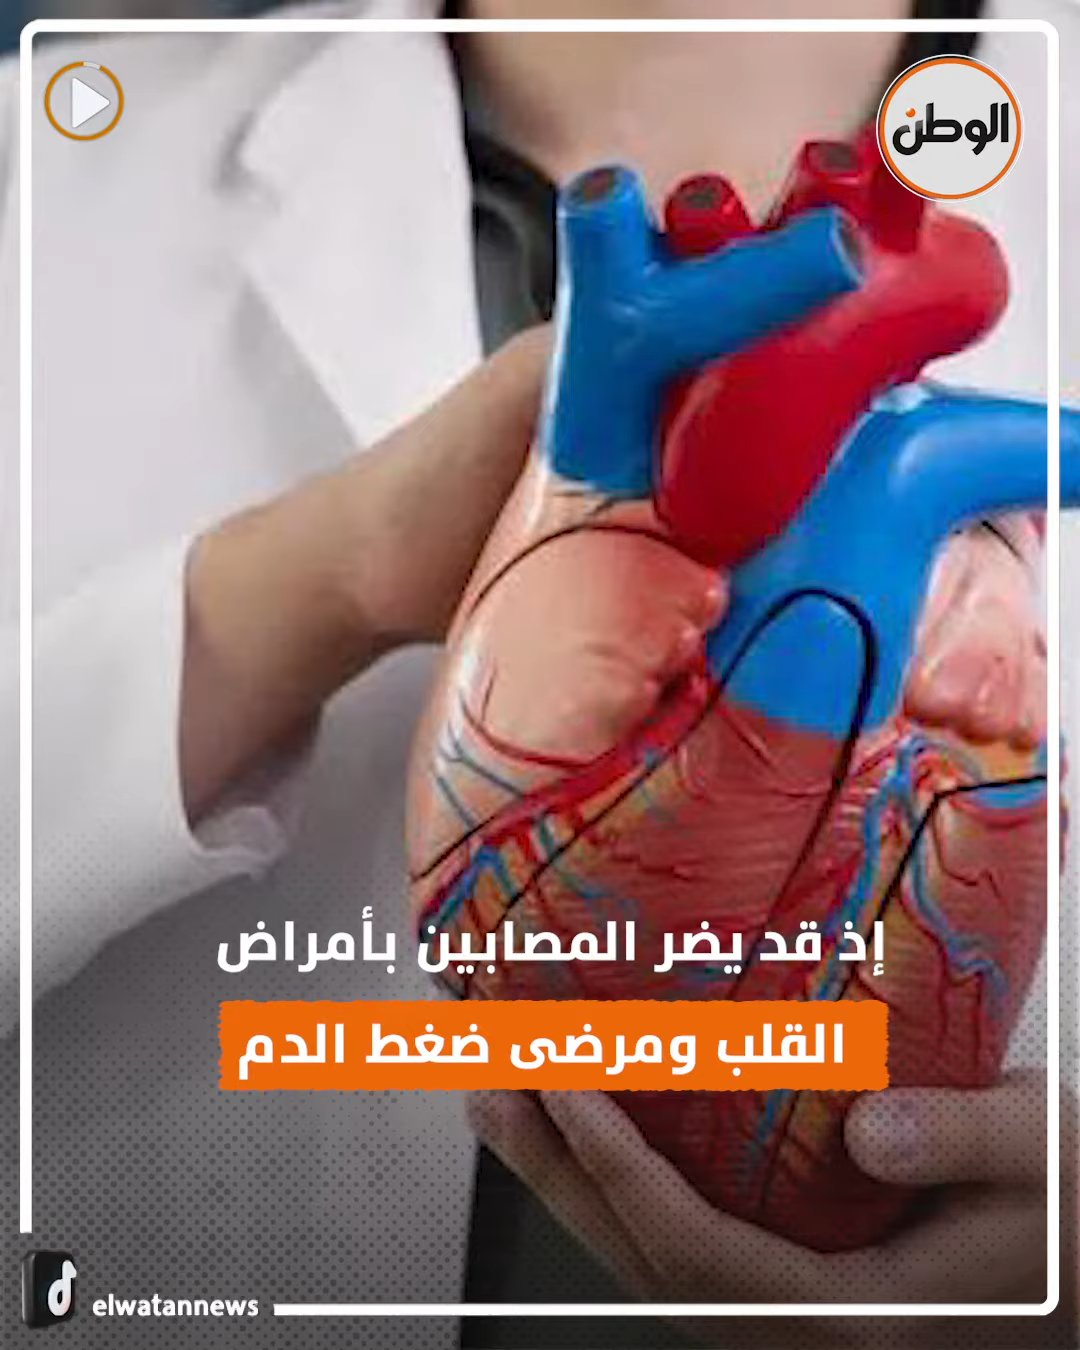 الوطن
إذ قد يضر المصابين بأمراض
القلب ومرضى ضغط الدم
elwatannews